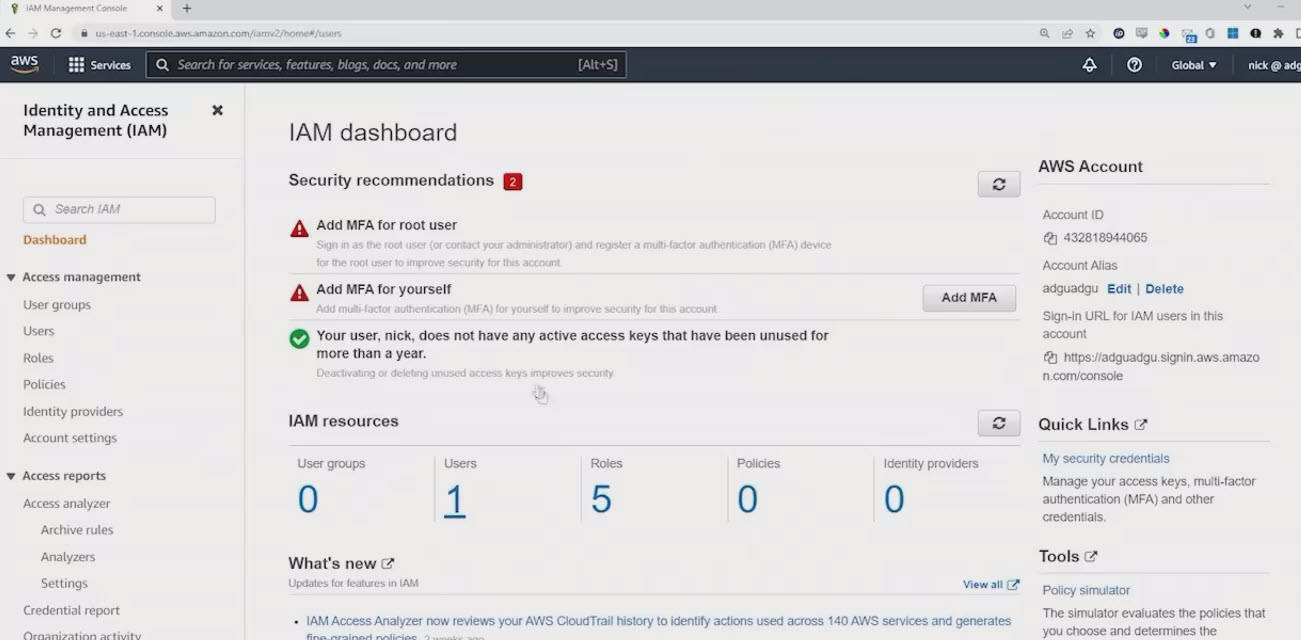 IAM Management Console
us-east-1.console.aws.amazon.com/iamv2/home#/users
aws
Services
Search for services, features, blogs, docs, and more
[Alt+S]
Global
nick @ adg
Identity and Access
Management (IAM)
Search IAM
Dashboard
Access management
User groups
Users
Roles
Policies
Identity providers
Account settings
Access reports
Access analyzer
Archive rules
Analyzers
Settings
Credential report
Organization activity
IAM dashboard
Security recommendations 2
Add MFA for root user
Sign in as the root user (or contact your administrator) and register a multi-factor authentication (MFA) device
for the root user to improve security for this account.
Add MFA for yourself
Add multi-factor authentication (MFA) for yourself to improve security for this account.
Add MFA
Your user, nick, does not have any active access keys that have been unused for
more than a year.
Deactivating or deleting unused access keys improves security.
IAM resources
User groups
0
Users
1
Roles
5
Policies
0
Identity providers
0
What's new
Updates for features in IAM
View all
IAM Access Analyzer now reviews your AWS CloudTrail history to identify actions used across 140 AWS services and generates
fine-grained policies. 2 weeks ago
AWS Account
Account ID
432818944065
Account Alias
adguadgu Edit | Delete
Sign-in URL for IAM users in this
account
https://adguadgu.signin.aws.amazo
n.com/console
Quick Links
My security credentials
Manage your access keys, multi-factor
authentication (MFA) and other
credentials.
Tools
Policy simulator
The simulator evaluates the policies that
you choose and determines the